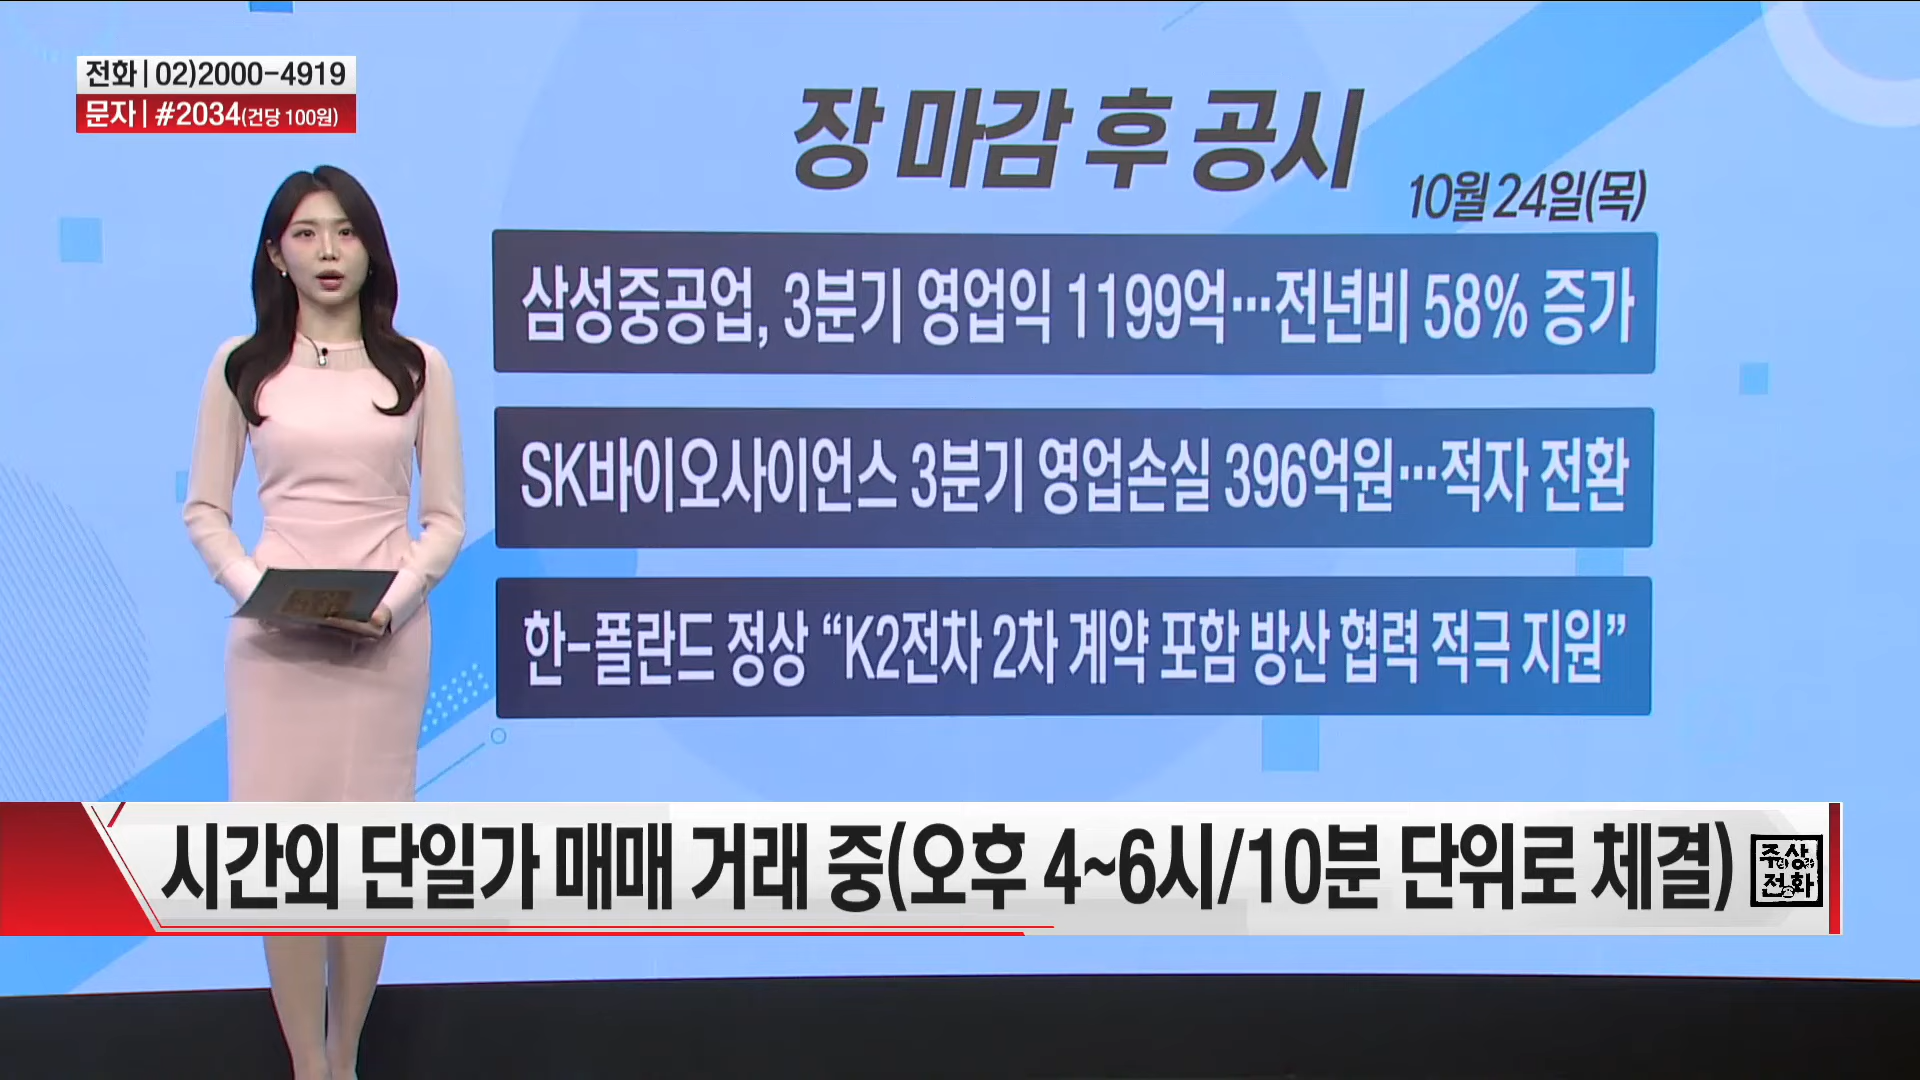 전화 | 02)2000-4919
문자 | #2034(건당 100원)
장 마감 후 공시
10월 24일(목)
삼성중공업, 3분기 영업익 1199억…전년비 58% 증가
SK바이오사이언스 3분기 영업손실 396억원…적자 전환
한-폴란드 정상 “K2전차 2차 계약 포함 방산 협력 적극 지원”
시간외 단일가 매매 거래 중(오후 4~6시/10분 단위로 체결)
주상
전화